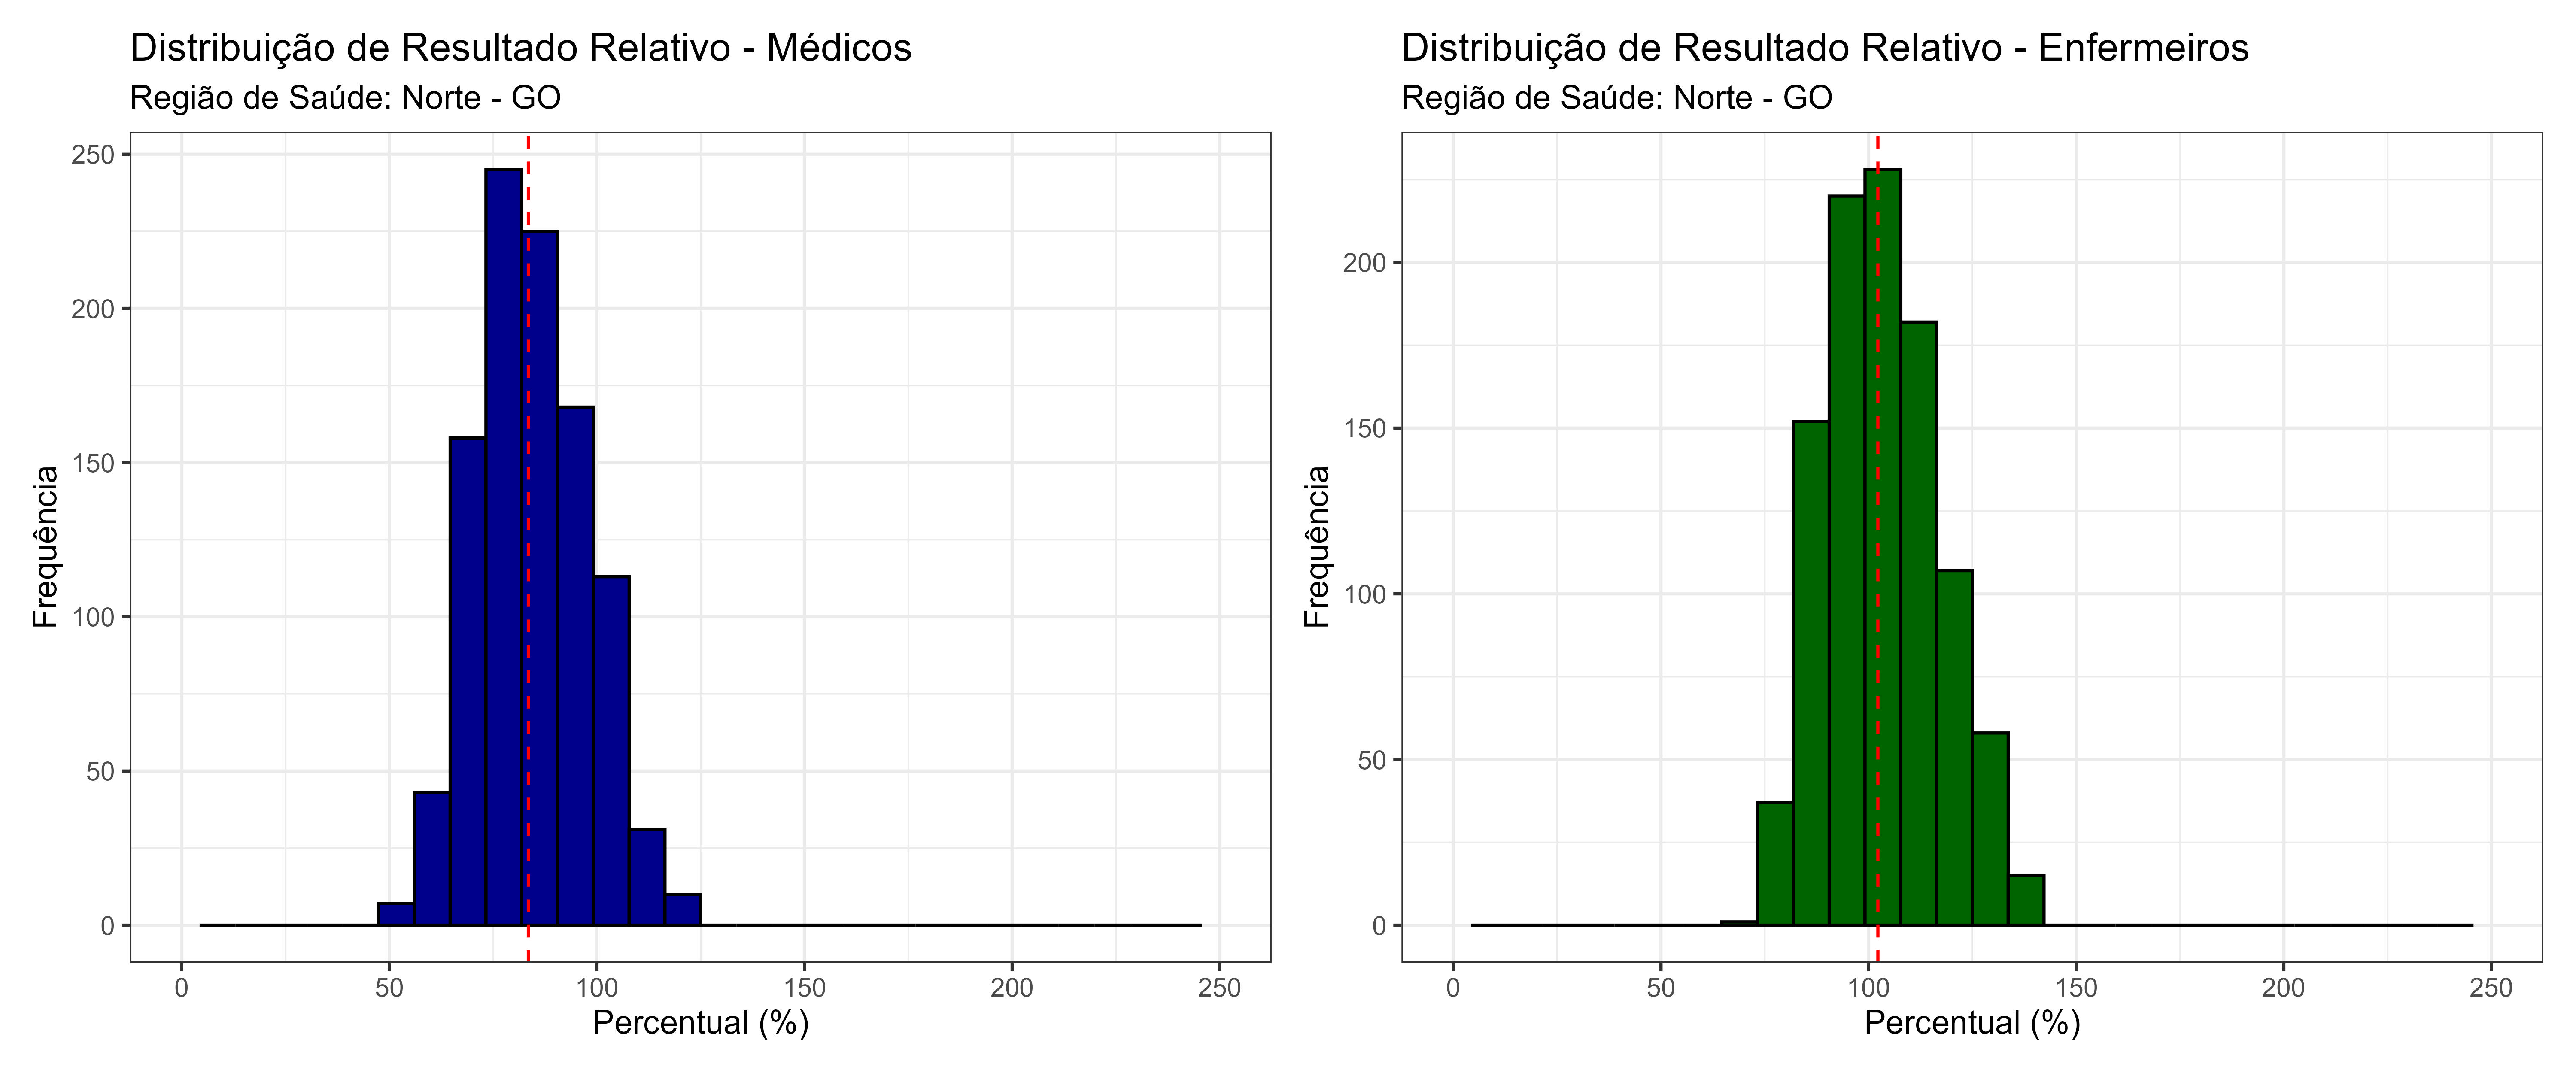 Distribuição de Resultado Relativo - Médicos
Região de Saúde: Norte - GO
250
200
150
100
50
0
Frequência
0 50 100 150 200 250
Percentual (%)
Distribuição de Resultado Relativo - Enfermeiros
Região de Saúde: Norte - GO
200
150
100
50
0
Frequência
0 50 100 150 200 250
Percentual (%)